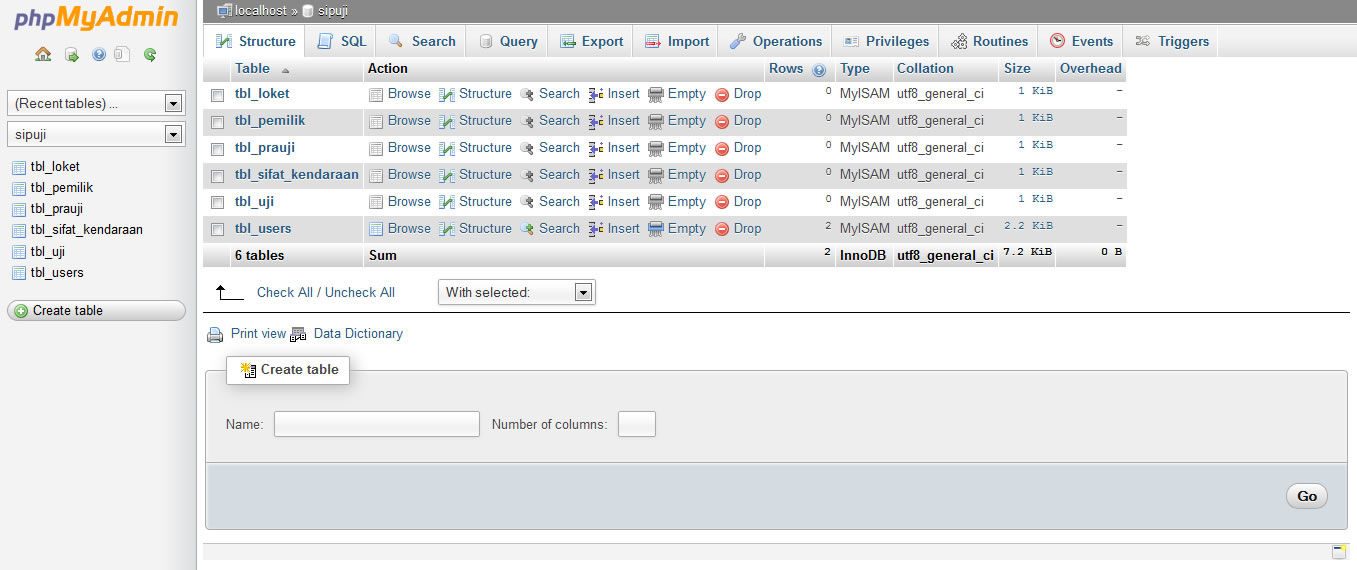 phpMyAdmin
(Recent tables) ...
sipuji
tbl_loket
tbl_pemilik
tbl_prauji
tbl_sifat_kendaraan
tbl_uji
tbl_users
Create table
localhost » sipuji
Structure SQL Search Query Export Import Operations Privileges Routines Events Triggers
Table Action Rows Type Collation Size Overhead
tbl_loket Browse Structure Search Insert Empty Drop 0 MyISAM utf8_general_ci 1 KiB -
tbl_pemilik Browse Structure Search Insert Empty Drop 0 MyISAM utf8_general_ci 1 KiB -
tbl_prauji Browse Structure Search Insert Empty Drop 0 MyISAM utf8_general_ci 1 KiB -
tbl_sifat_kendaraan Browse Structure Search Insert Empty Drop 0 MyISAM utf8_general_ci 1 KiB -
tbl_uji Browse Structure Search Insert Empty Drop 0 MyISAM utf8_general_ci 1 KiB -
tbl_users Browse Structure Search Insert Empty Drop 2 MyISAM utf8_general_ci 2.2 KiB -
6 tables Sum 2 InnoDB utf8_general_ci 7.2 KiB 0 B
Check All / Uncheck All With selected:
Print view Data Dictionary
Create table
Name: Number of columns:
Go